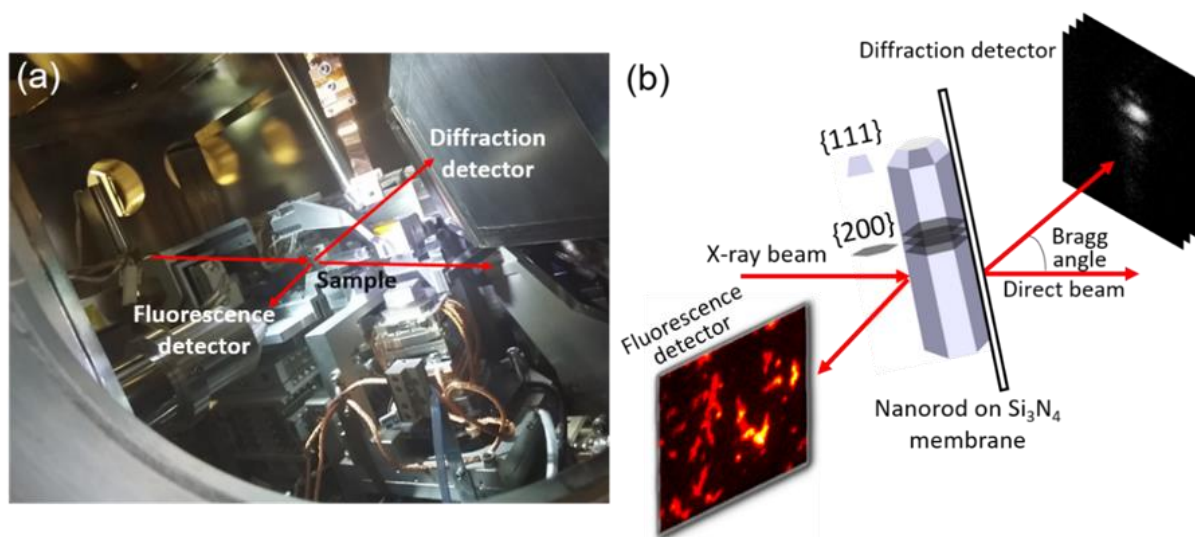 (a)
Diffraction
detector
Sample
Fluorescence
detector
(b)
Diffraction detector
{111}
{200}
X-ray beam
Bragg
angle
Direct beam
Fluorescence
detector
Nanorod on Si₃N₄
membrane